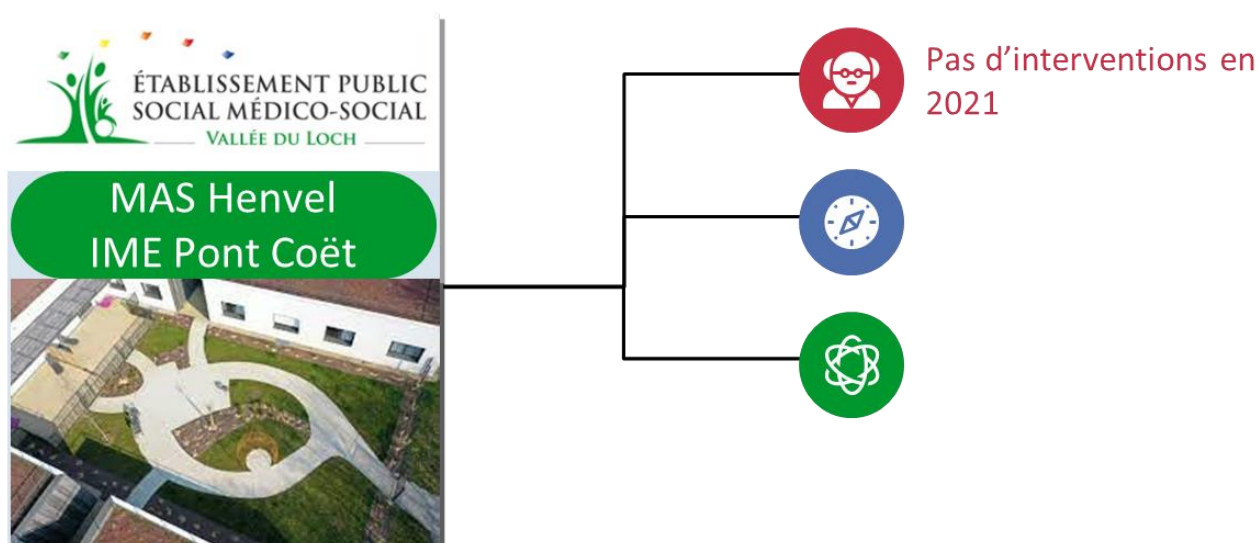 ÉTABLISSEMENT PUBLIC
SOCIAL MÉDICO-SOCIAL
VALLÉE DU LOCH
MAS Henvel
IME Pont Coët
Pas d’interventions en
2021